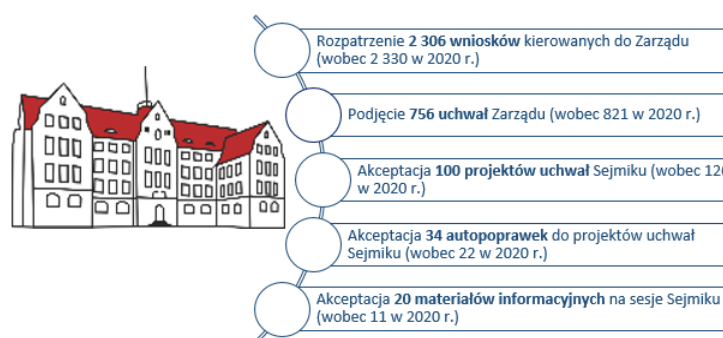 Rozpatrzenie 2 306 wniosków kierowanych do Zarządu
(wobec 2 330 w 2020 r.)
Podjęcie 756 uchwał Zarządu (wobec 821 w 2020 r.)
Akceptacja 100 projektów uchwał Sejmiku (wobec
w 2020 r.)
Akceptacja 34 autopoprawek do projektów uchwał
Sejmiku (wobec 22 w 2020 r.)
Akceptacja 20 materiałów informacyjnych na sesje Sejmiku
(wobec 11 w 2020 r.)